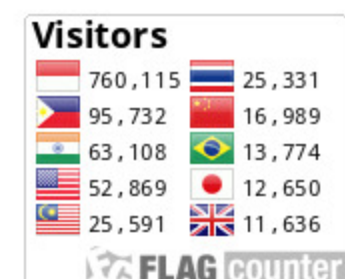 Visitors
760,115 25,331
95,732 16,989
63,108 13,774
52,869 12,650
25,591 11,636
FLAG counter